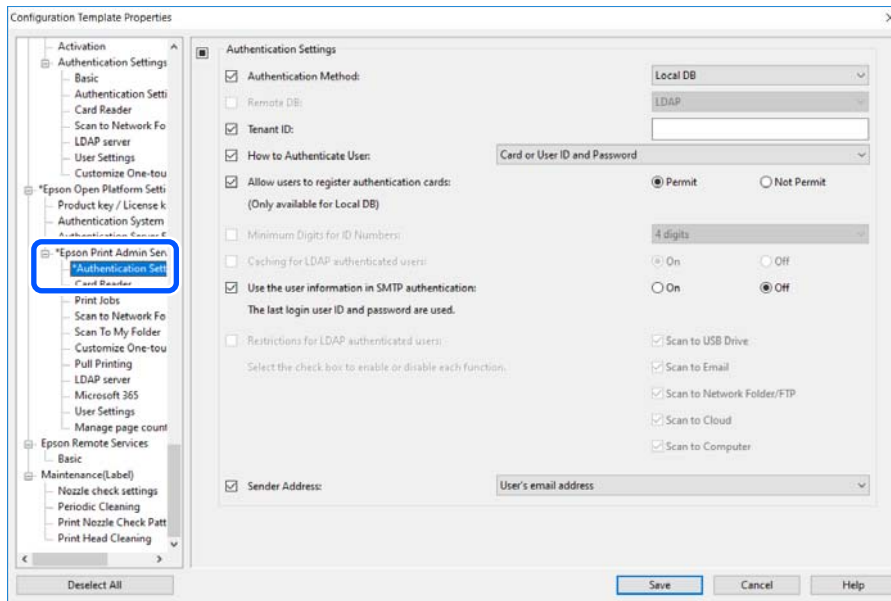 Configuration Template Properties
Activation
Authentication Settings
Basic
Authentication Setti
Card Reader
Scan to Network Fo
LDAP server
User Settings
Customize One-tou
*Epson Open Platform Setti
Product key / License k
Authentication System
Authentication Server S
*Epson Print Admin Ser
*Authentication Sett
Card Reader
Print Jobs
Scan to Network Fo
Scan To My Folder
Customize One-tou
Pull Printing
LDAP server
Microsoft 365
User Settings
Manage page count
Epson Remote Services
Basic
Maintenance(Label)
Nozzle check settings
Periodic Cleaning
Print Nozzle Check Patt
Print Head Cleaning
Authentication Settings
Authentication Method: Local DB
Remote DB: LDAP
Tenant ID:
How to Authenticate User: Card or User ID and Password
Allow users to register authentication cards: Permit Not Permit
(Only available for Local DB)
Minimum Digits for ID Numbers: 4 digits
Caching for LDAP authenticated users: On Off
Use the user information in SMTP authentication: On Off
The last login user ID and password are used.
Restrictions for LDAP authenticated users: Scan to USB Drive
Select the check box to enable or disable each function. Scan to Email
Scan to Network Folder/FTP
Scan to Cloud
Scan to Computer
Sender Address: User's email address
Deselect All Save Cancel Help